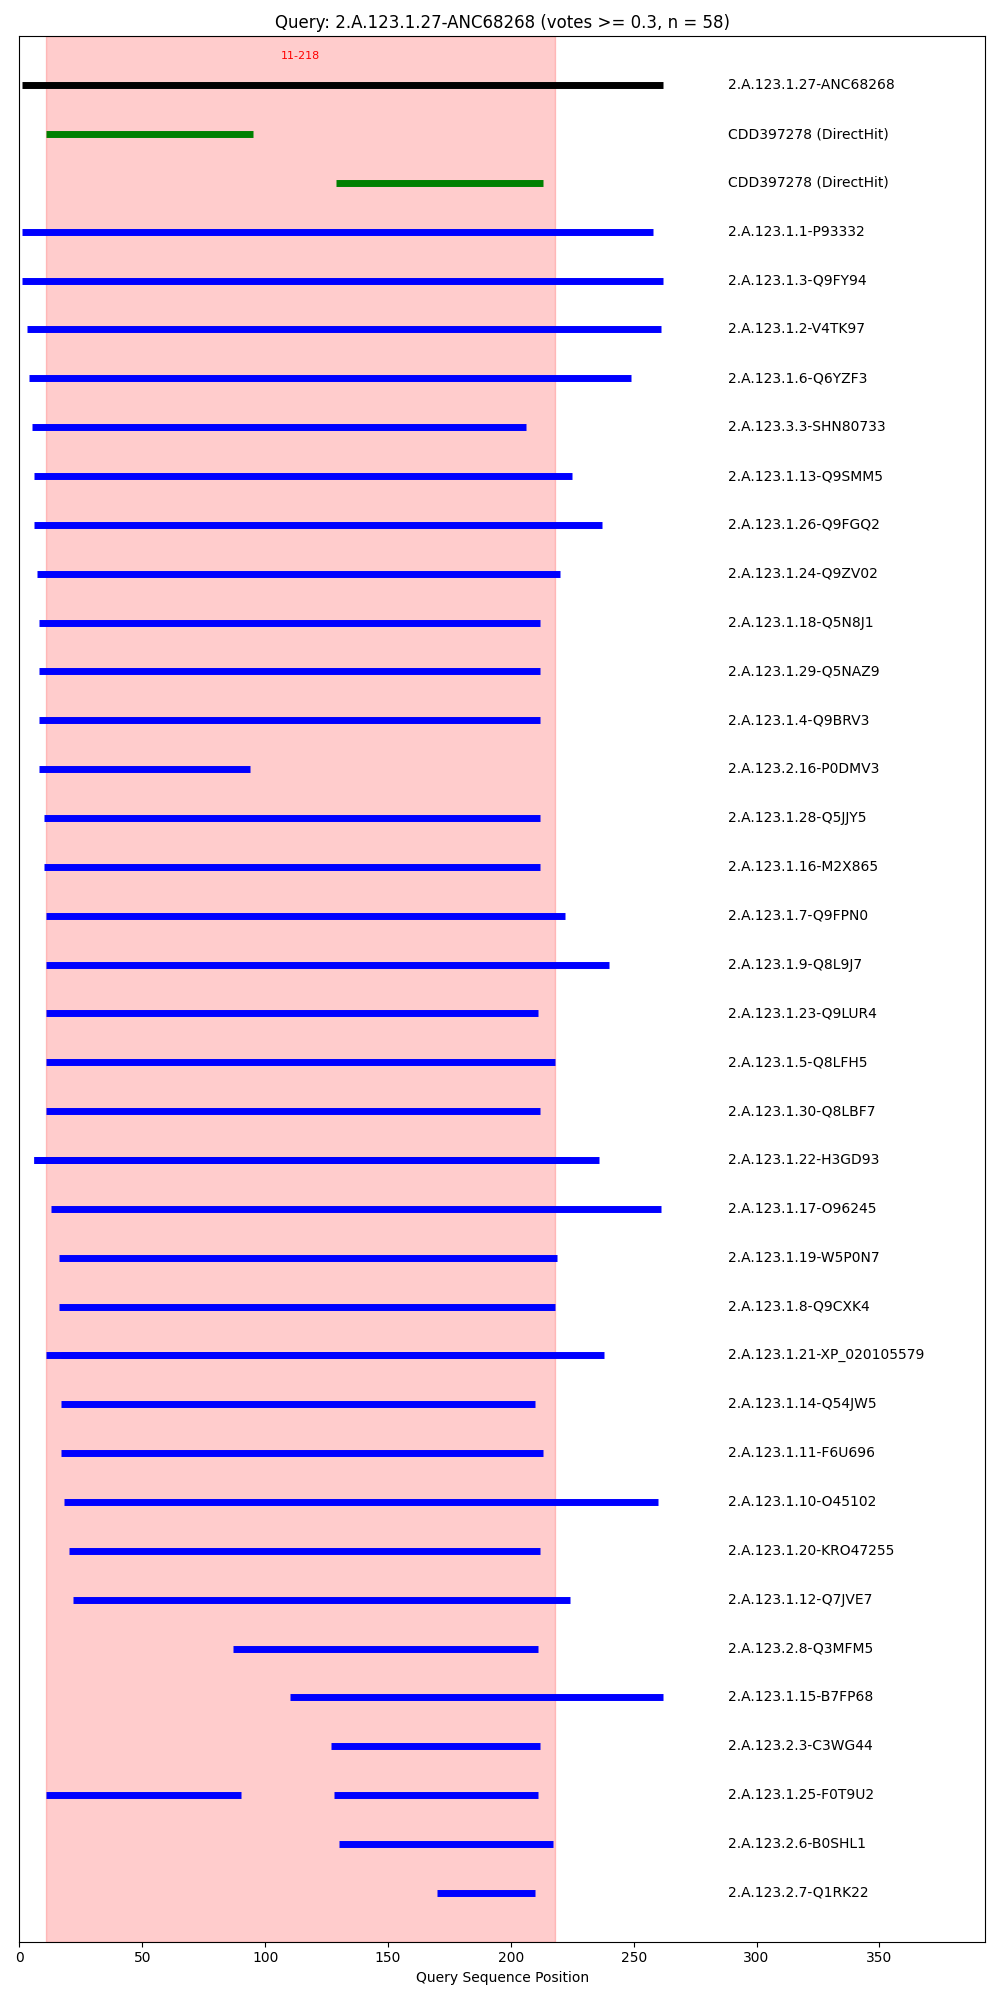 Query: 2.A.123.1.27-ANC68268 (votes >= 0.3, n = 58)
11-218
2.A.123.1.27-ANC68268
CDD397278 (DirectHit)
CDD397278 (DirectHit)
2.A.123.1.1-P93332
2.A.123.1.3-Q9FY94
2.A.123.1.2-V4TK97
2.A.123.1.6-Q6YZF3
2.A.123.3.3-SHN80733
2.A.123.1.13-Q9SMM5
2.A.123.1.26-Q9FGQ2
2.A.123.1.24-Q9ZV02
2.A.123.1.18-Q5N8J1
2.A.123.1.29-Q5NAZ9
2.A.123.1.4-Q9BRV3
2.A.123.2.16-P0DMV3
2.A.123.1.28-Q5JJY5
2.A.123.1.16-M2X865
2.A.123.1.7-Q9FPN0
2.A.123.1.9-Q8L9J7
2.A.123.1.23-Q9LUR4
2.A.123.1.5-Q8LFH5
2.A.123.1.30-Q8LBF7
2.A.123.1.22-H3GD93
2.A.123.1.17-O96245
2.A.123.1.19-W5P0N7
2.A.123.1.8-Q9CXK4
2.A.123.1.21-XP_020105579
2.A.123.1.14-Q54JW5
2.A.123.1.11-F6U696
2.A.123.1.10-O45102
2.A.123.1.20-KRO47255
2.A.123.1.12-Q7JVE7
2.A.123.2.8-Q3MFM5
2.A.123.1.15-B7FP68
2.A.123.2.3-C3WG44
2.A.123.1.25-F0T9U2
2.A.123.2.6-B0SHL1
2.A.123.2.7-Q1RK22
0 50 100 150 200 250 300 350
Query Sequence Position